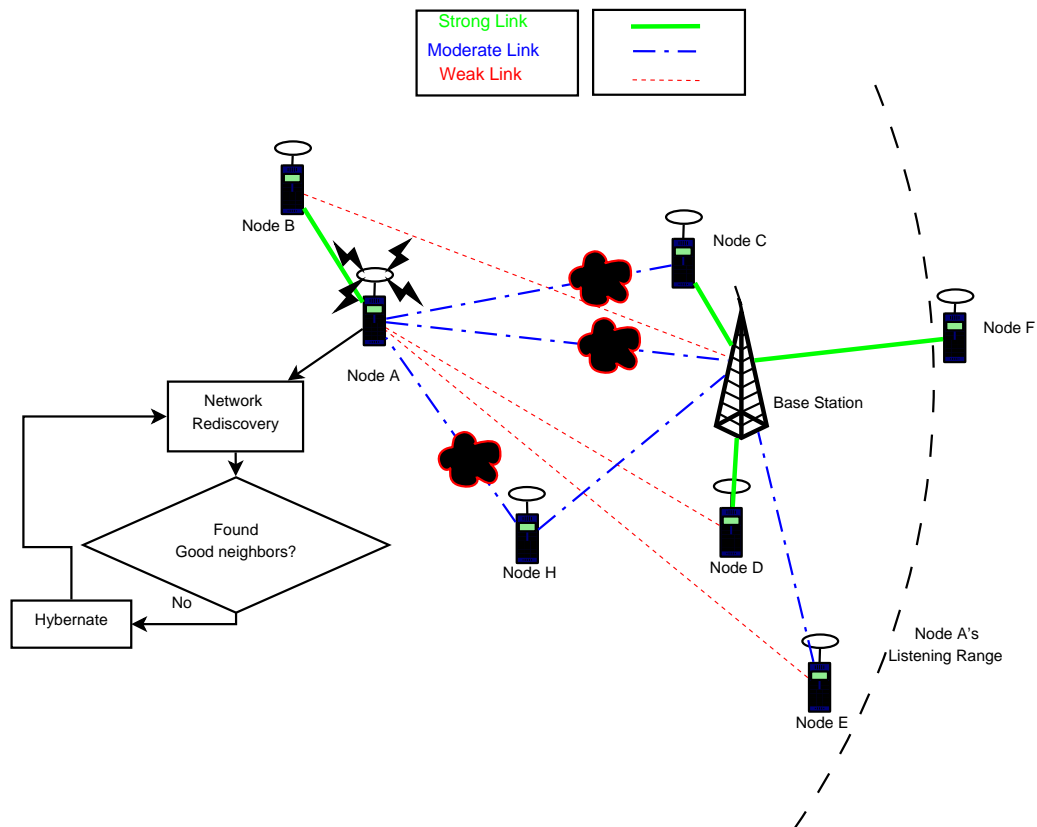 Strong Link
Moderate Link
Weak Link
Node B
Node C
Node F
Node A
Base Station
Network
Rediscovery
Found
Good neighbors?
No
Hybernate
Node H
Node D
Node A's
Listening Range
Node E